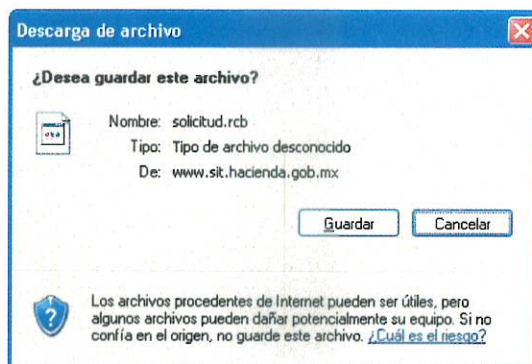 Descarga de archivo
¿Desea guardar este archivo?
Nombre: solicitud.rcb
Tipo: Tipo de archivo desconocido
De: www.sit.hacienda.gob.mx
Guardar Cancelar
Los archivos procedentes de Internet pueden ser útiles, pero
algunos archivos pueden dañar potencialmente su equipo. Si no
confía en el origen, no guarde este archivo. ¿Cuál es el riesgo?